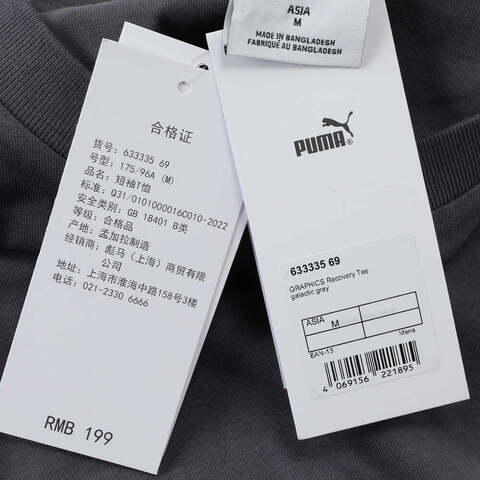 ASIA
M
MADE IN BANGLADESH
FABRIQUÉ AU BANGLADESH
合格证
货号: 633335 69
号型: 175/96A (M)
品名: 短袖T恤
标准: Q31/0101000016C010-2022
安全类别: GB 18401 B类
等级: 合格品
产地: 孟加拉制造
经销商: 彪马（上海）商贸有限
公司
地址: 上海市淮海中路158号3楼
电话: 021-2330 6666
RMB 199
PUMA
633335 69
GRAPHICS Recovery Tee
galactic gray
ASIA
M
EAN-13
Mens
4 069156 221895